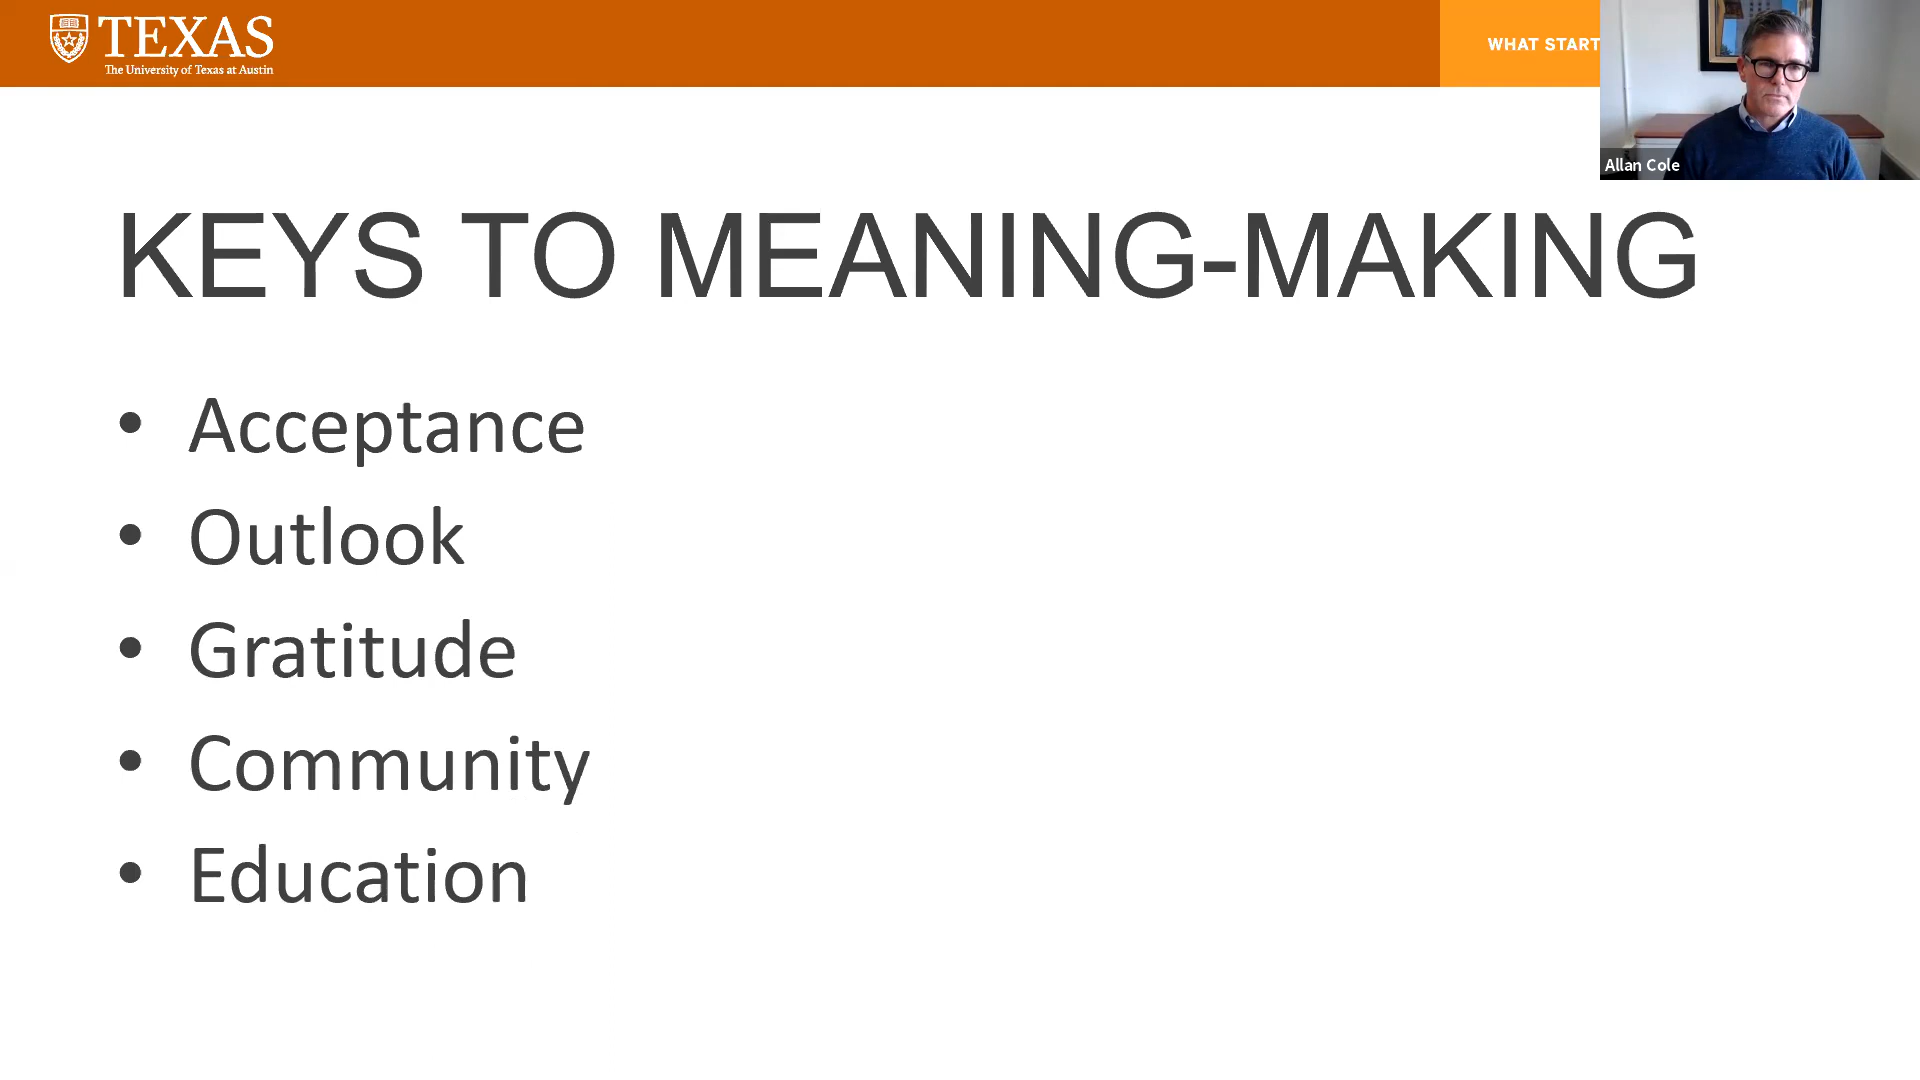 TEXAS
The University of Texas at Austin
WHAT START
Allan Cole
KEYS TO MEANING-MAKING
• Acceptance
• Outlook
• Gratitude
• Community
• Education